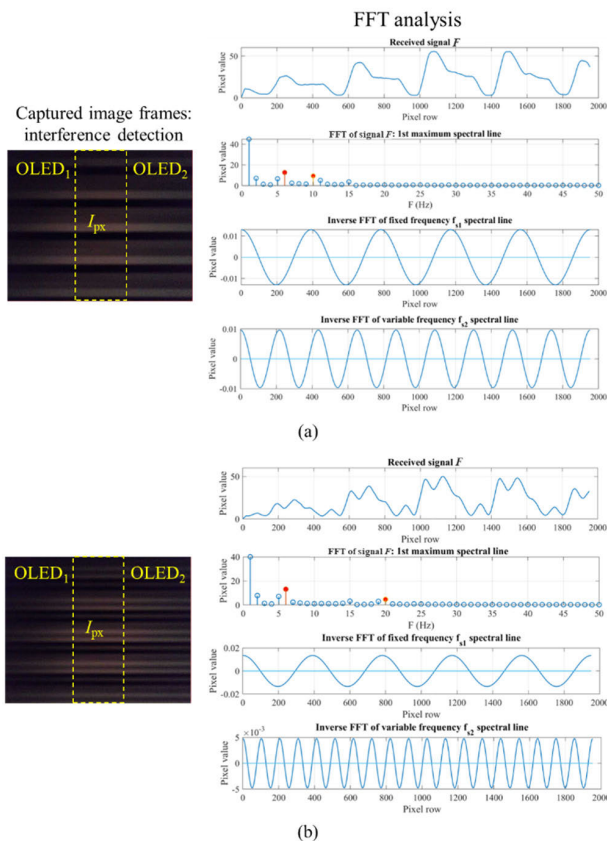 FFT analysis
Captured image frames:
interference detection
OLED₁
OLED₂
Iₚₓ
Received signal F
Pixel value
50
0
0 200 400 600 800 1000 1200 1400 1600 1800 2000
Pixel row
FFT of signal F: 1st maximum spectral line
Pixel value
40
20
0
0 5 10 15 20 25 30 35 40 45 50
F (Hz)
Inverse FFT of fixed frequency fₛ₁ spectral line
Pixel value
0.01
0
-0.01
0 200 400 600 800 1000 1200 1400 1600 1800 2000
Pixel row
Inverse FFT of variable frequency fₛ₂ spectral line
Pixel value
0.01
0
-0.01
0 200 400 600 800 1000 1200 1400 1600 1800 2000
Pixel row
(a)
OLED₁
OLED₂
Iₚₓ
Received signal F
Pixel value
50
0
0 200 400 600 800 1000 1200 1400 1600 1800 2000
Pixel row
FFT of signal F: 1st maximum spectral line
Pixel value
40
20
0
0 5 10 15 20 25 30 35 40 45 50
F (Hz)
Inverse FFT of fixed frequency fₛ₁ spectral line
Pixel value
0.02
0
-0.02
0 200 400 600 800 1000 1200 1400 1600 1800 2000
Pixel row
Inverse FFT of variable frequency fₛ₂ spectral line
×10⁻³
Pixel value
5
0
-5
0 200 400 600 800 1000 1200 1400 1600 1800 2000
Pixel row
(b)